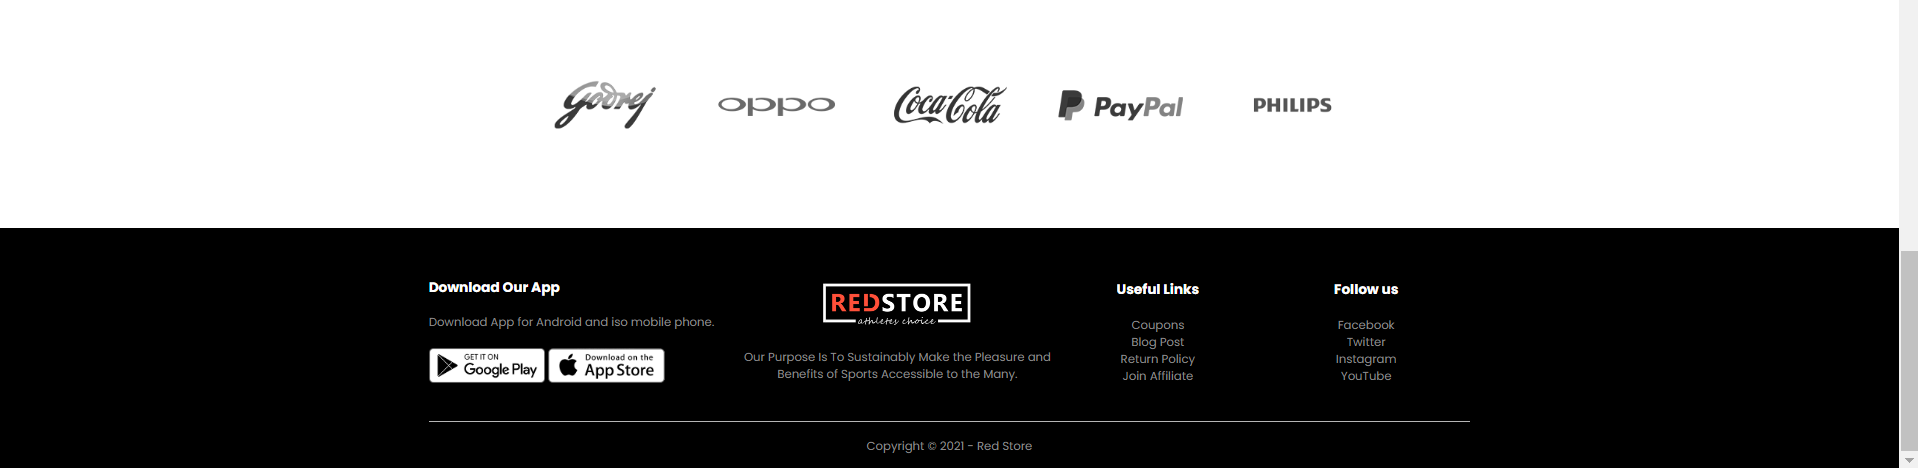 Godrej
oppo
Coca-Cola
PayPal
PHILIPS
Download Our App
Download App for Android and iso mobile phone.
GET IT ON
Google Play
Download on the
App Store
REDSTORE
athletes choice
Our Purpose Is To Sustainably Make the Pleasure and
Benefits of Sports Accessible to the Many.
Useful Links
Coupons
Blog Post
Return Policy
Join Affiliate
Follow us
Facebook
Twitter
Instagram
YouTube
Copyright © 2021 - Red Store